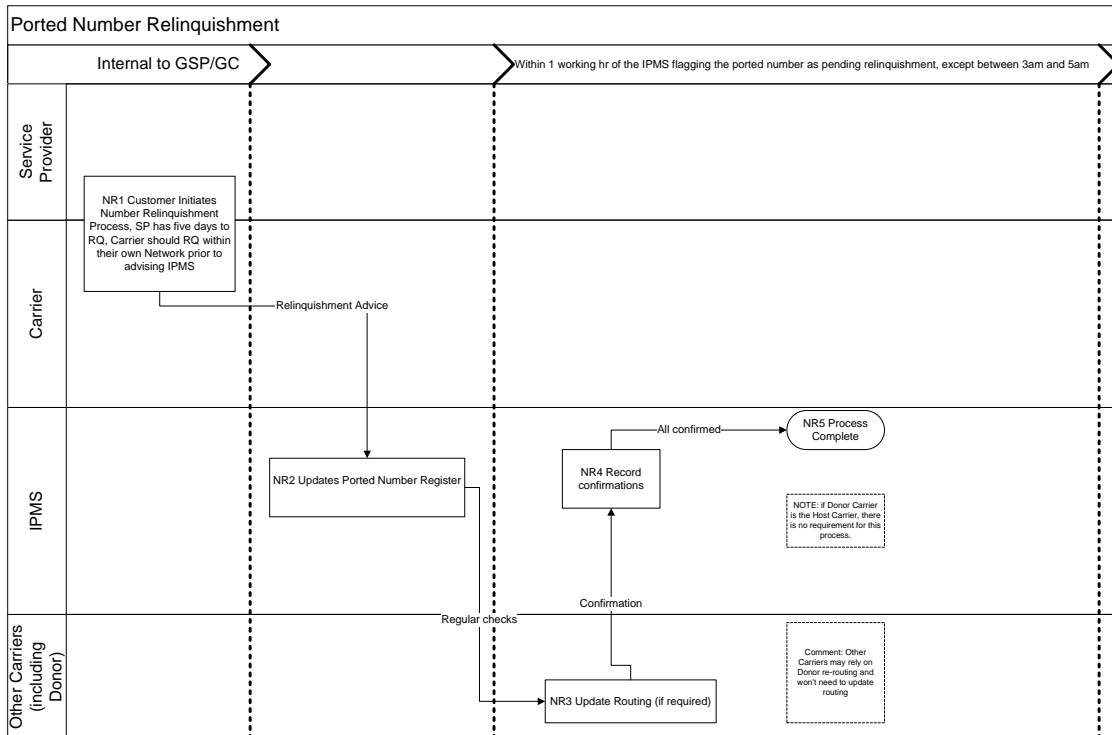 Ported Number Relinquishment
Internal to GSP/GC
Within 1 working hr of the IPMS flagging the ported number as pending relinquishment, except between 3am and 5am
Service
Provider
NR1 Customer Initiates
Number Relinquishment
Process, SP has five days to
RQ, Carrier should RQ within
their own Network prior to
advising IPMS
Carrier
Relinquishment Advice
IPMS
NR2 Updates Ported Number Register
NR4 Record
confirmations
All confirmed
NR5 Process
Complete
NOTE: if Donor Carrier
is the Host Carrier, there
is no requirement for this
process.
Regular checks
Confirmation
Other Carriers
(including
Donor)
NR3 Update Routing (if required)
Comment: Other
Carriers may rely on
Donor re-routing and
won't need to update
routing